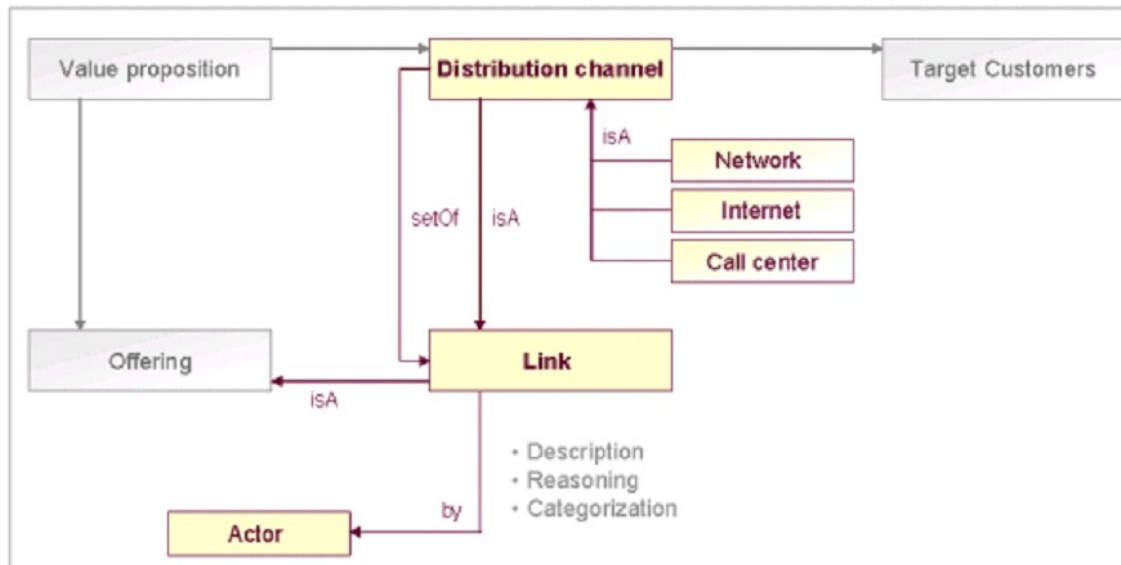 Value proposition
Distribution channel
Target Customers
isA
Network
Internet
Call center
setOf
isA
Offering
Link
isA
• Description
• Reasoning
• Categorization
by
Actor